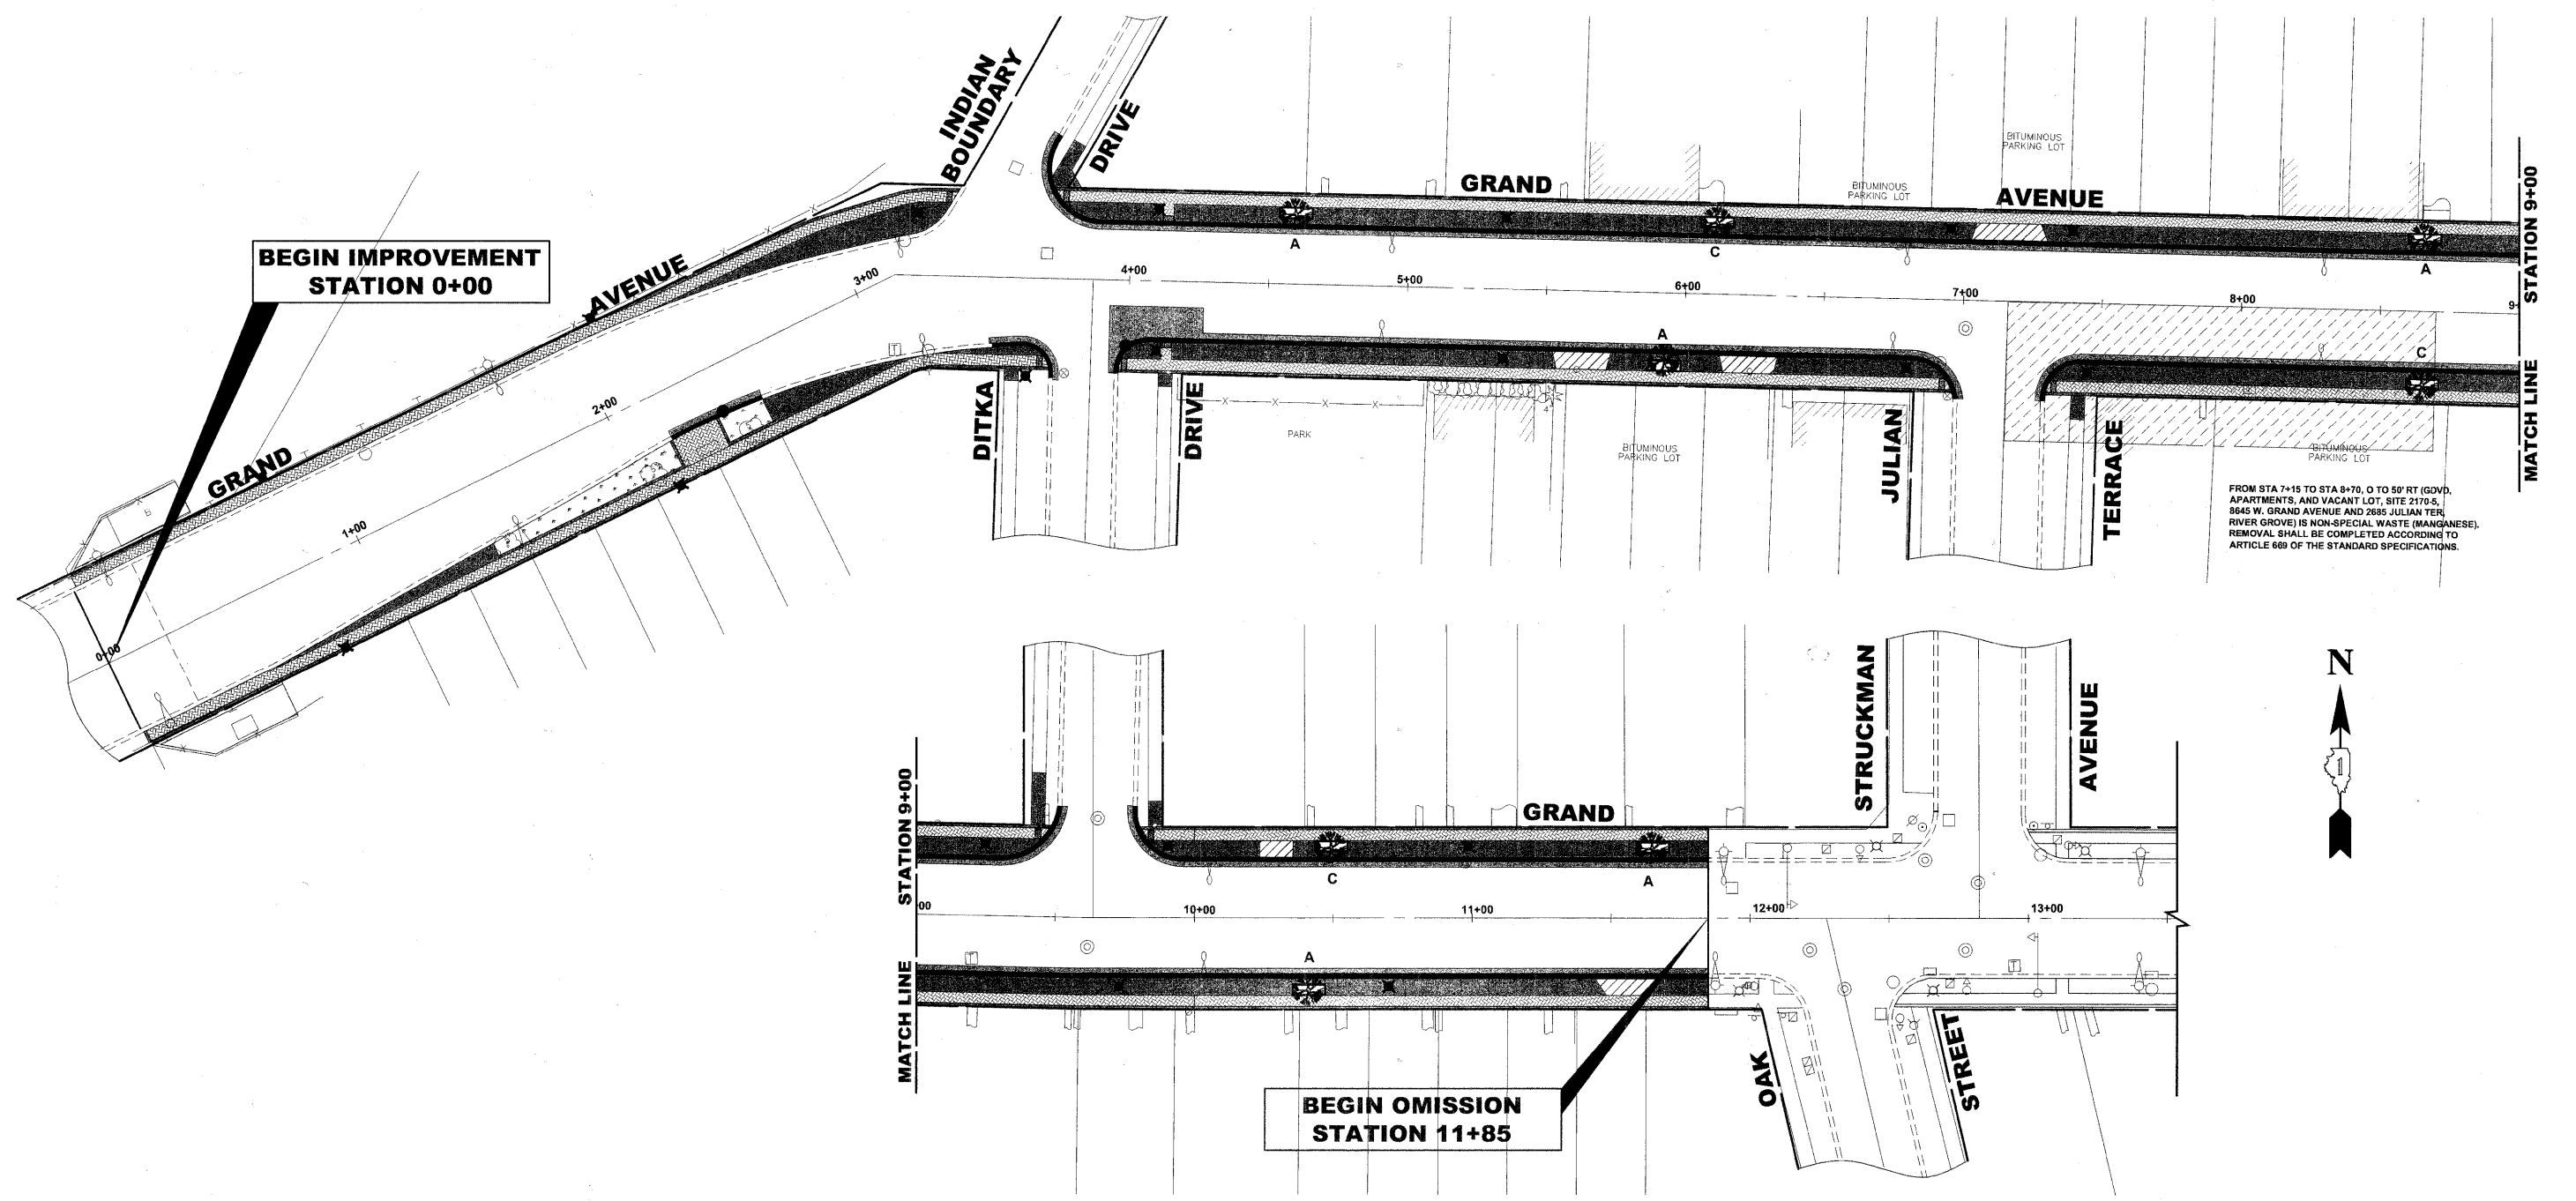 INDIAN
BOUNDARY
DRIVE
GRAND
AVENUE
BITUMINOUS
PARKING LOT
BITUMINOUS
PARKING LOT
STATION 9+00
MATCH LINE
BEGIN IMPROVEMENT
STATION 0+00
GRAND
AVENUE
A
C
A
0+00
1+00
2+00
3+00
4+00
5+00
6+00
7+00
8+00
9+
A
C
DITKA
DRIVE
PARK
BITUMINOUS
PARKING LOT
JULIAN
TERRACE
BITUMINOUS
PARKING LOT
FROM STA 7+15 TO STA 8+70, O TO 50' RT (GDVD,
APARTMENTS, AND VACANT LOT, SITE 2170-5,
8645 W. GRAND AVENUE AND 2685 JULIAN TER,
RIVER GROVE) IS NON-SPECIAL WASTE (MANGANESE).
REMOVAL SHALL BE COMPLETED ACCORDING TO
ARTICLE 669 OF THE STANDARD SPECIFICATIONS.
N
1
STATION 9+00
MATCH LINE
GRAND
STRUCKMAN
AVENUE
C
A
00
10+00
11+00
12+00
13+00
A
T
OAK
STREET
BEGIN OMISSION
STATION 11+85